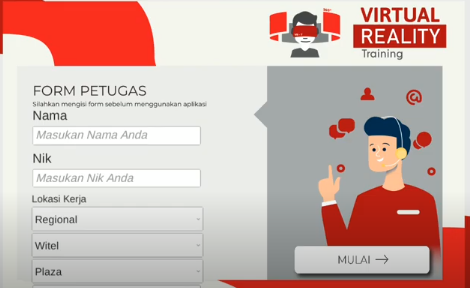 VIRTUAL
REALITY
Training
FORM PETUGAS
Silahkan mengisi form sebelum menggunakan aplikasi
Nama
Masukan Nama Anda
Nik
Masukan Nik Anda
Lokasi Kerja
Regional
Witel
Plaza
MULAI →